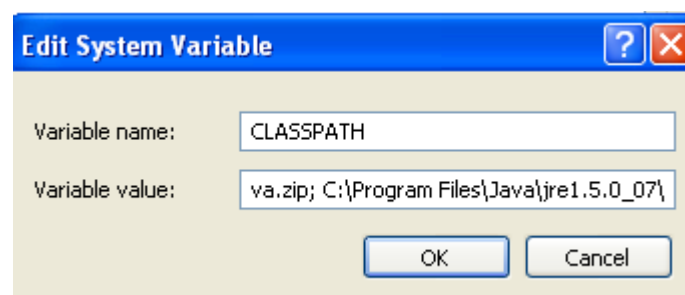 Edit System Variable
Variable name: CLASSPATH
Variable value: va.zip; C:\Program Files\Java\jre1.5.0_07\
OK Cancel